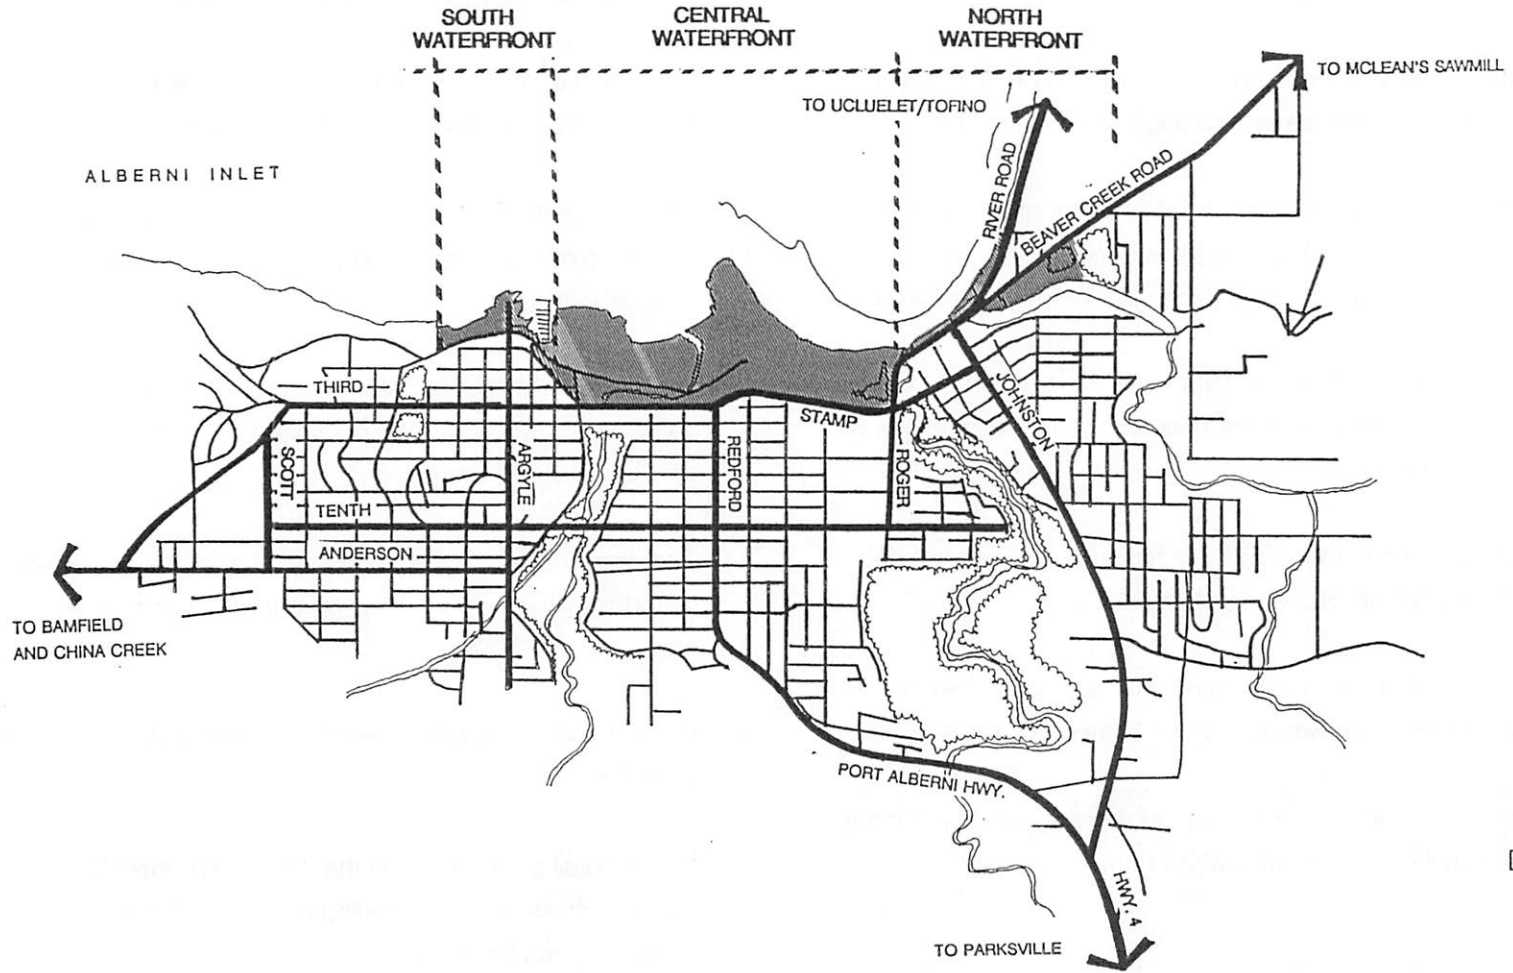 SOUTH
WATERFRONT
CENTRAL
WATERFRONT
NORTH
WATERFRONT
TO MCLEAN'S SAWMILL
TO UCLUELET/TOFINO
ALBERNI INLET
RIVER ROAD
BEAVER CREEK ROAD
THIRD
STAMP
JOHNSTON
SCOTT
ARGYLE
REDFORD
ROGER
TENTH
ANDERSON
TO BAMFIELD
AND CHINA CREEK
PORT ALBERNI HWY.
HWY. 4
TO PARKSVILLE